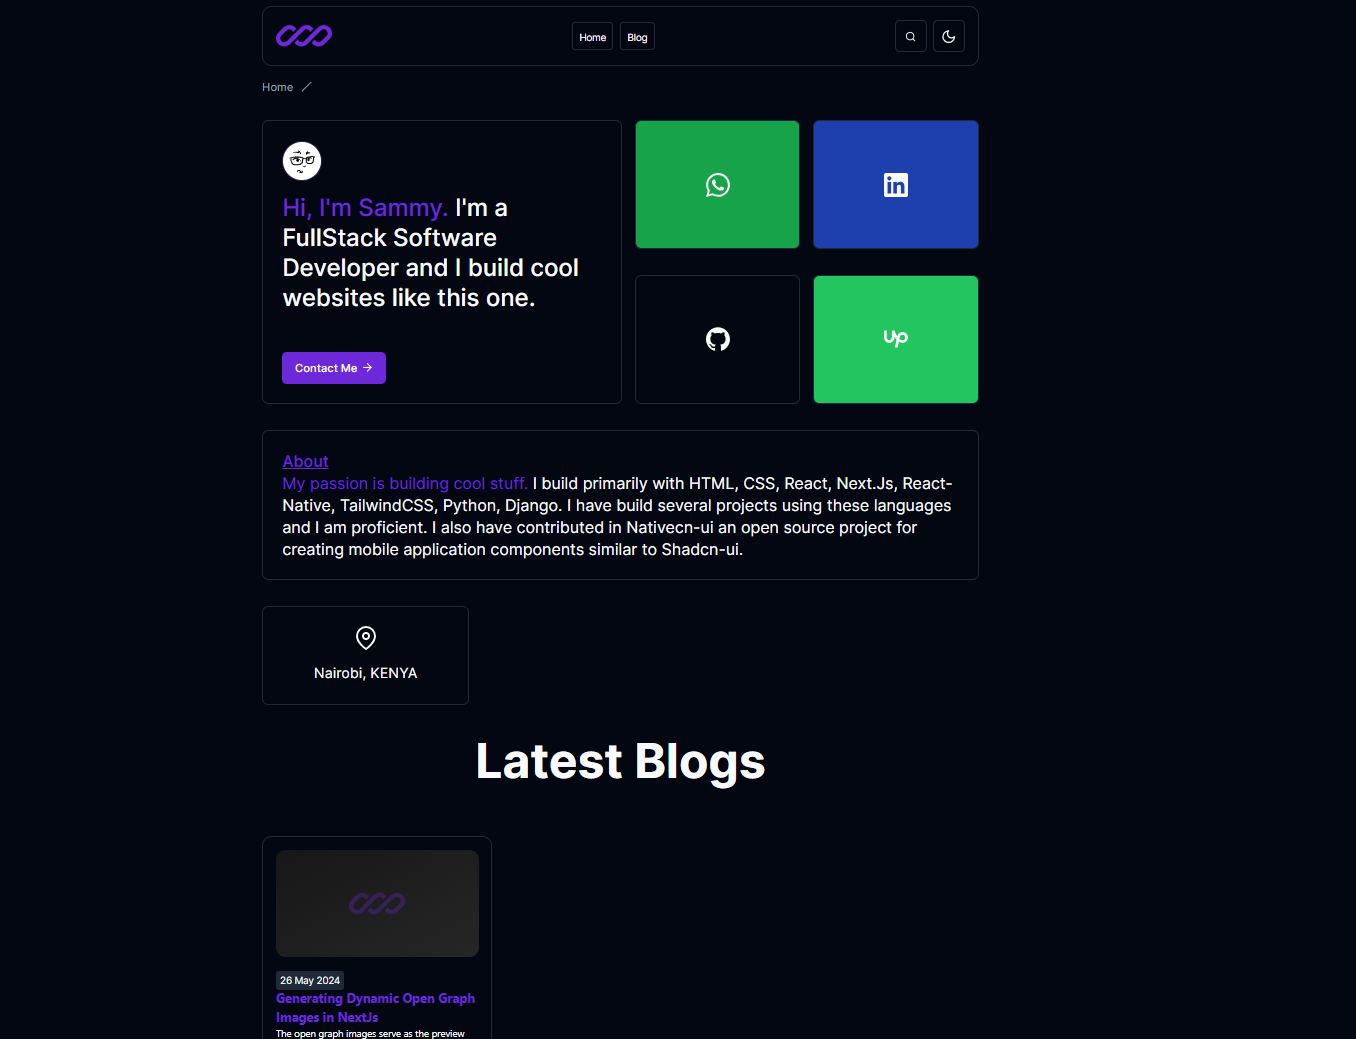 Home Blog
Home
Hi, I'm Sammy. I'm a
FullStack Software
Developer and I build cool
websites like this one.
Contact Me
up
About
My passion is building cool stuff. I build primarily with HTML, CSS, React, Next.Js, React-
Native, TailwindCSS, Python, Django. I have build several projects using these languages
and I am proficient. I also have contributed in Nativecn-ui an open source project for
creating mobile application components similar to Shadcn-ui.
Nairobi, KENYA
Latest Blogs
26 May 2024
Generating Dynamic Open Graph
Images in NextJs
The open graph images serve as the preview